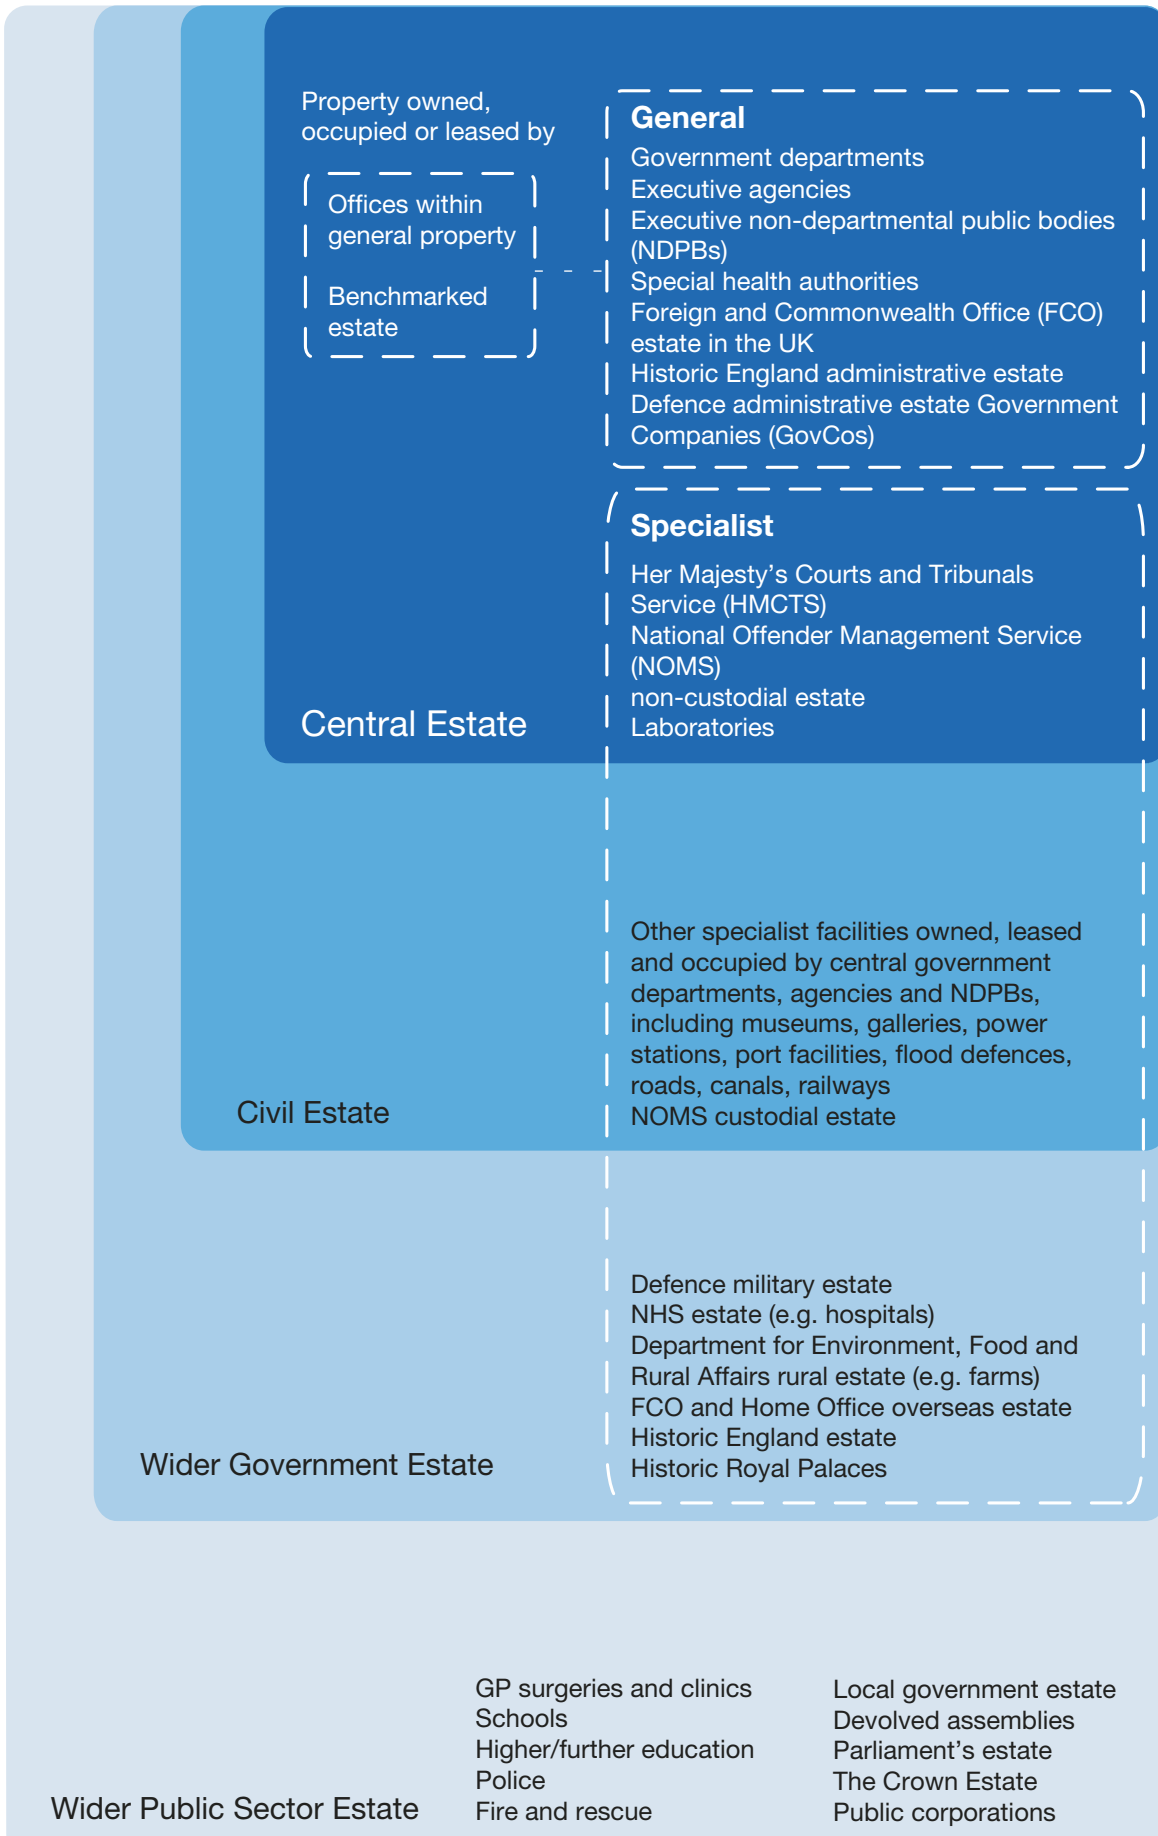 Property owned,
occupied or leased by
Offices within
general property
Benchmarked
estate
General
Government departments
Executive agencies
Executive non-departmental public bodies
(NDPBs)
Special health authorities
Foreign and Commonwealth Office (FCO)
estate in the UK
Historic England administrative estate
Defence administrative estate Government
Companies (GovCos)
Specialist
Her Majesty’s Courts and Tribunals
Service (HMCTS)
National Offender Management Service
(NOMS)
non-custodial estate
Laboratories
Central Estate
Other specialist facilities owned, leased
and occupied by central government
departments, agencies and NDPBs,
including museums, galleries, power
stations, port facilities, flood defences,
roads, canals, railways
NOMS custodial estate
Civil Estate
Defence military estate
NHS estate (e.g. hospitals)
Department for Environment, Food and
Rural Affairs rural estate (e.g. farms)
FCO and Home Office overseas estate
Historic England estate
Historic Royal Palaces
Wider Government Estate
GP surgeries and clinics
Schools
Higher/further education
Police
Fire and rescue
Local government estate
Devolved assemblies
Parliament’s estate
The Crown Estate
Public corporations
Wider Public Sector Estate